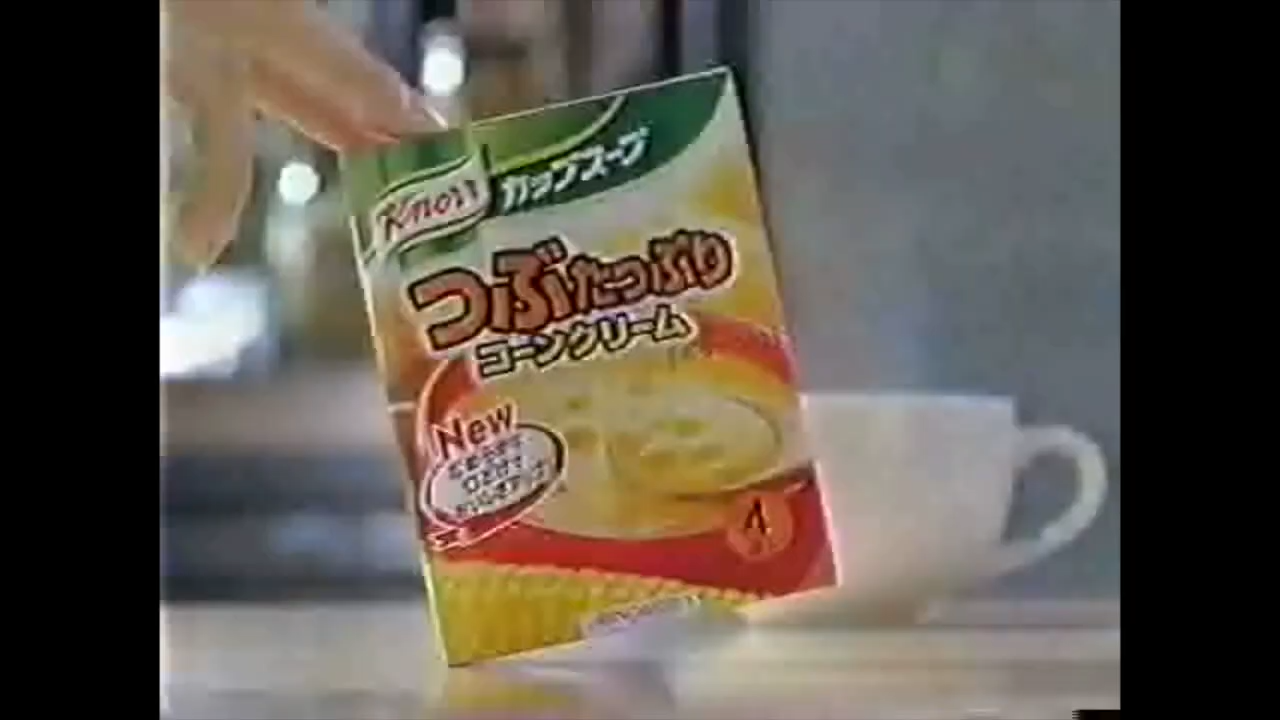 Knorr カップスープ
つぶたっぷり
コーンクリーム
New
4